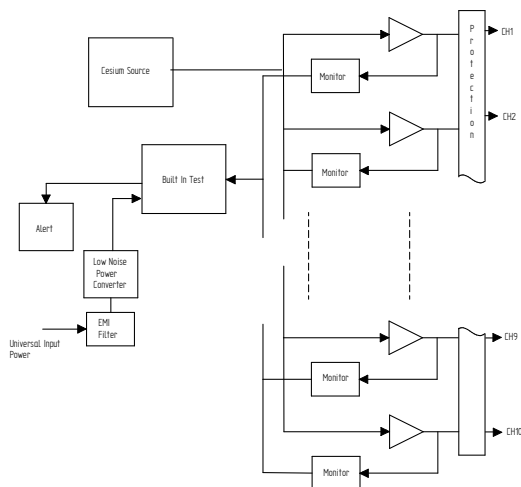 Cesium Source
Monitor
Protection
CH1
CH2
Monitor
Built In Test
Alert
Low Noise
Power
Converter
EMI
Filter
Universal Input
Power
CH9
Monitor
CH10
Monitor